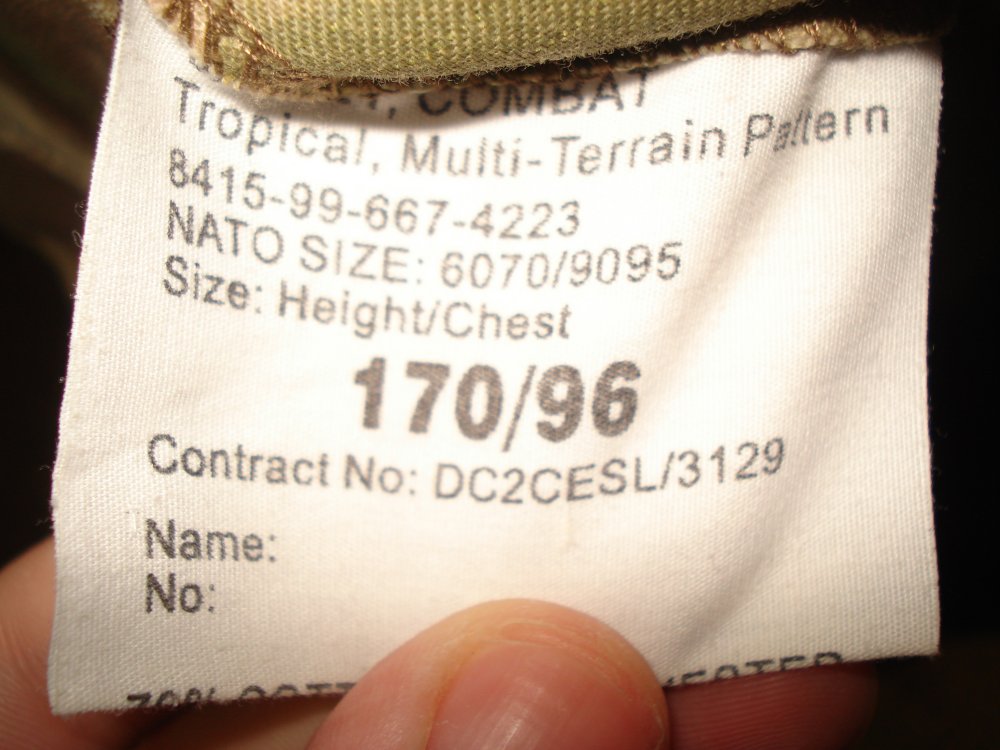 COMBAT
Tropical, Multi-Terrain Pattern
8415-99-667-4223
NATO SIZE: 6070/9095
Size: Height/Chest
170/96
Contract No: DC2CESL/3129
Name:
No: